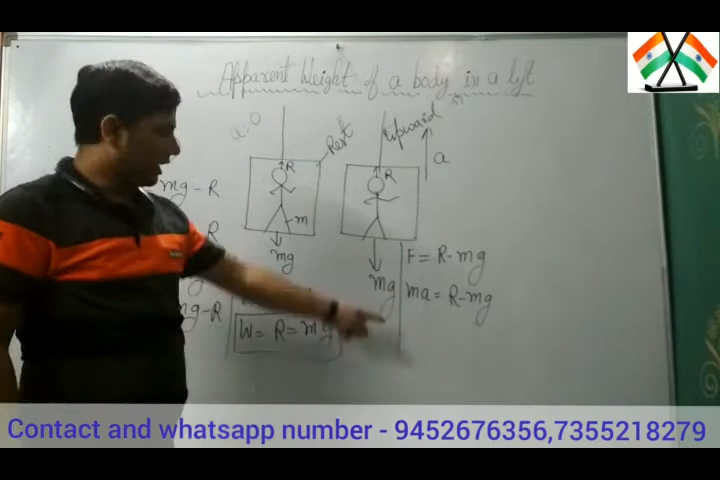 Apparent Weight of a body in a lift
a=0
Rest
Upward
a
R
R
m
mg
mg
mg - R
R
mg - R
W = R = mg
F = R - mg
ma = R - mg
Contact and whatsapp number - 9452676356,7355218279